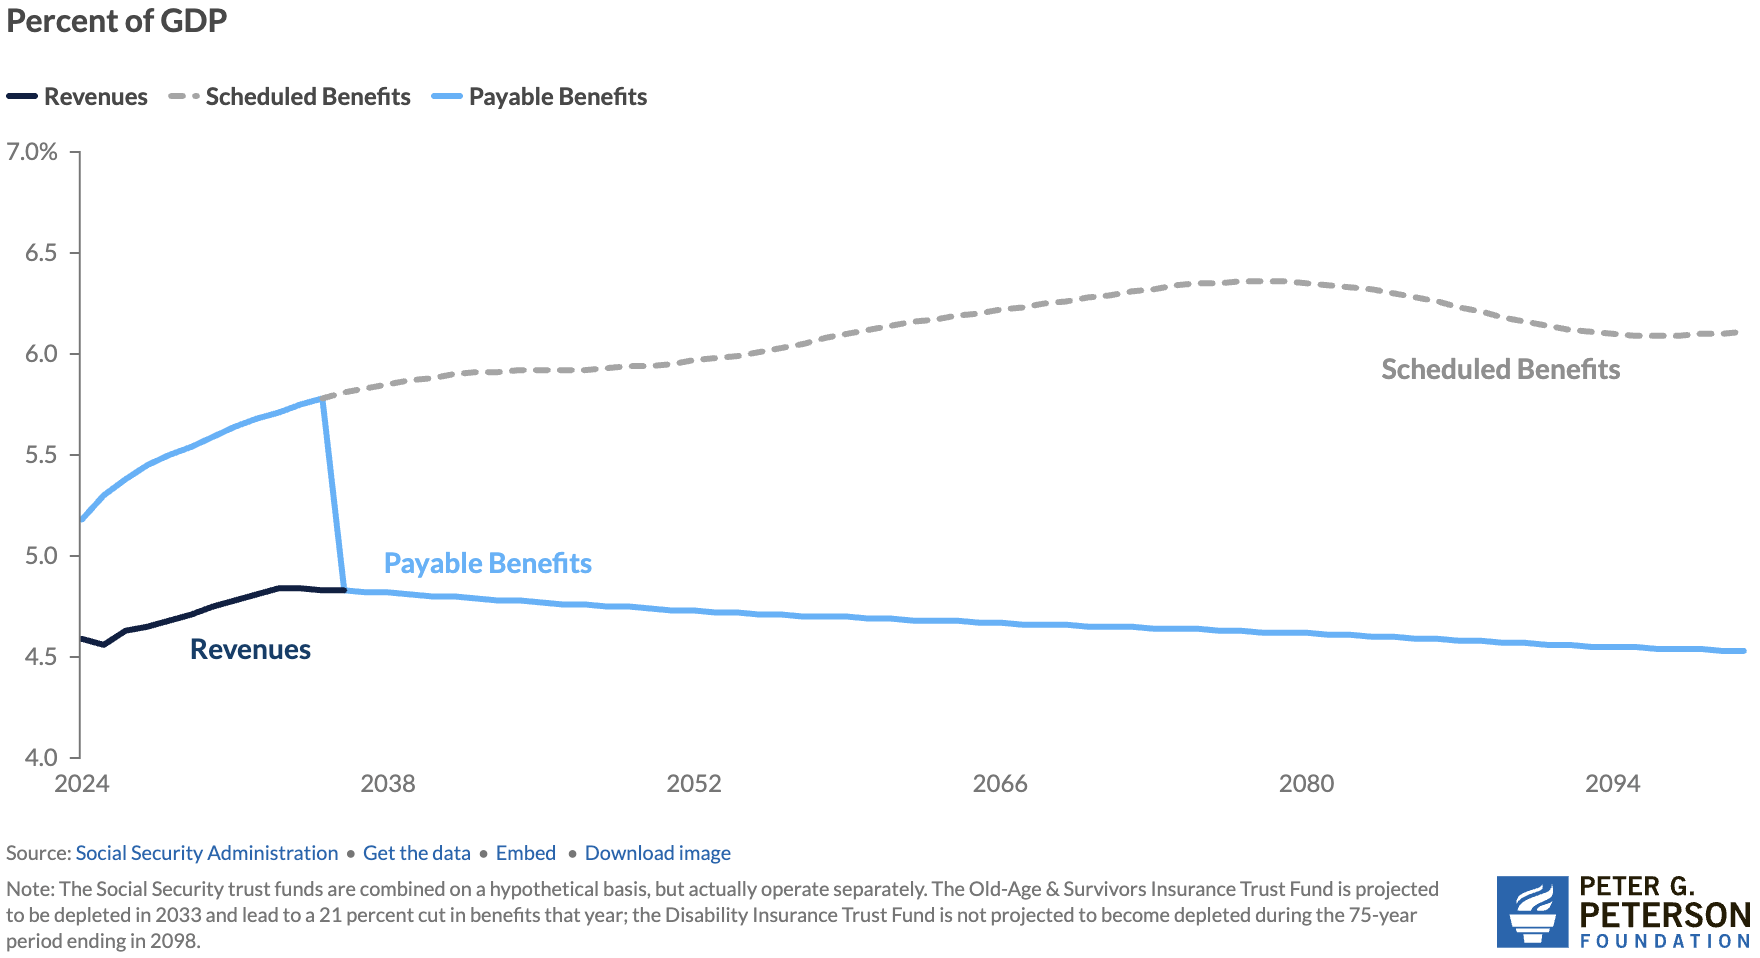 Percent of GDP
Revenues Scheduled Benefits Payable Benefits
7.0%
6.5
6.0
Scheduled Benefits
5.5
5.0
Payable Benefits
Revenues
4.5
4.0
2024 2038 2052 2066 2080 2094
Source: Social Security Administration • Get the data • Embed • Download image
Note: The Social Security trust funds are combined on a hypothetical basis, but actually operate separately. The Old-Age & Survivors Insurance Trust Fund is projected
to be depleted in 2033 and lead to a 21 percent cut in benefits that year; the Disability Insurance Trust Fund is not projected to become depleted during the 75-year
period ending in 2098.
PETER G.
PETERSON
FOUNDATION